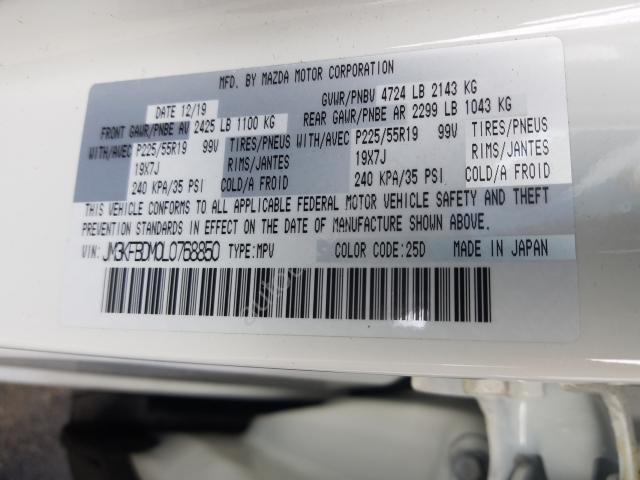 MFD. BY MAZDA MOTOR CORPORATION
DATE 12/19 GVWR/PNBV 4724 LB 2143 KG
FRONT GAWR/PNBE AV 2425 LB 1100 KG REAR GAWR/PNBE AR 2299 LB 1043 KG
WITH/AVEC P225/55R19 99V TIRES/PNEUS P225/55R19 99V TIRES/PNEUS
19X7J RIMS/JANTES 19X7J RIMS/JANTES
240 KPA/35 PSI COLD/A FROID 240 KPA/35 PSI COLD/A FROID
THIS VEHICLE CONFORMS TO ALL APPLICABLE FEDERAL MOTOR VEHICLE SAFETY AND THEFT
PREVENTION STANDARDS IN EFFECT ON THE DATE OF MANUFACTURE SHOWN ABOVE.
VIN: JM3KFBDM0L0768850 TYPE:MPV COLOR CODE:25D MADE IN JAPAN